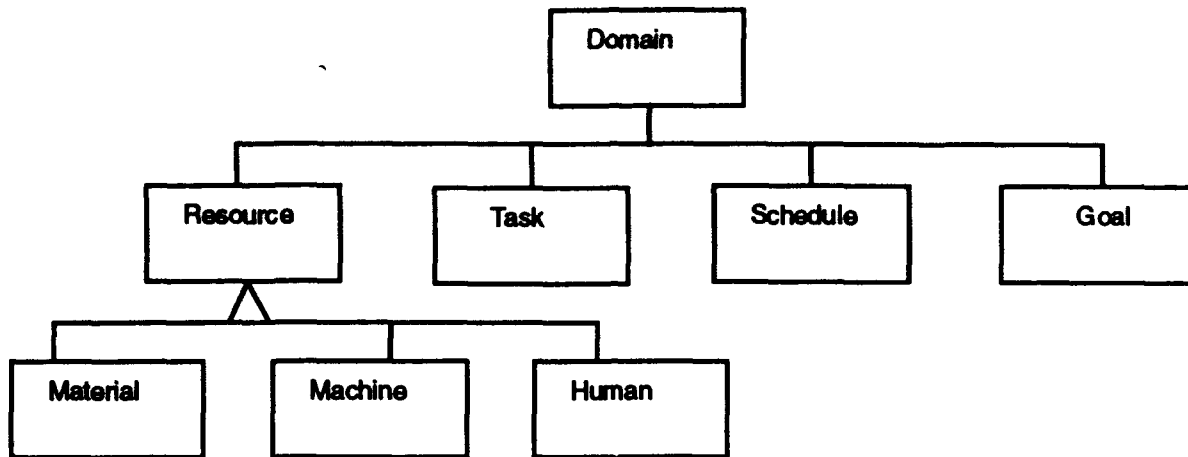 Domain
Resource
Task
Schedule
Goal
Material
Machine
Human